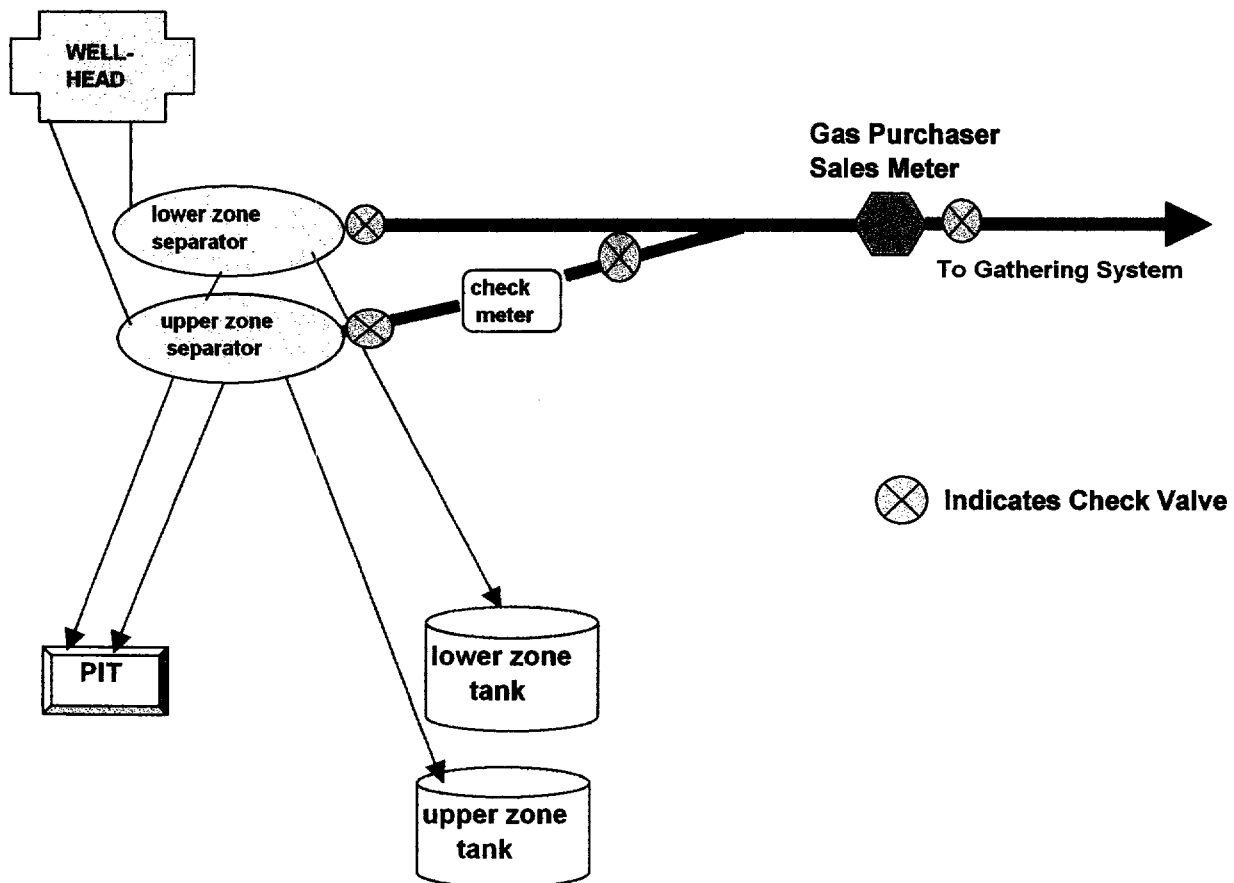 WELL-
HEAD
Gas Purchaser
Sales Meter
lower zone
separator
To Gathering System
check
meter
upper zone
separator
Indicates Check Valve
PIT
lower zone
tank
upper zone
tank